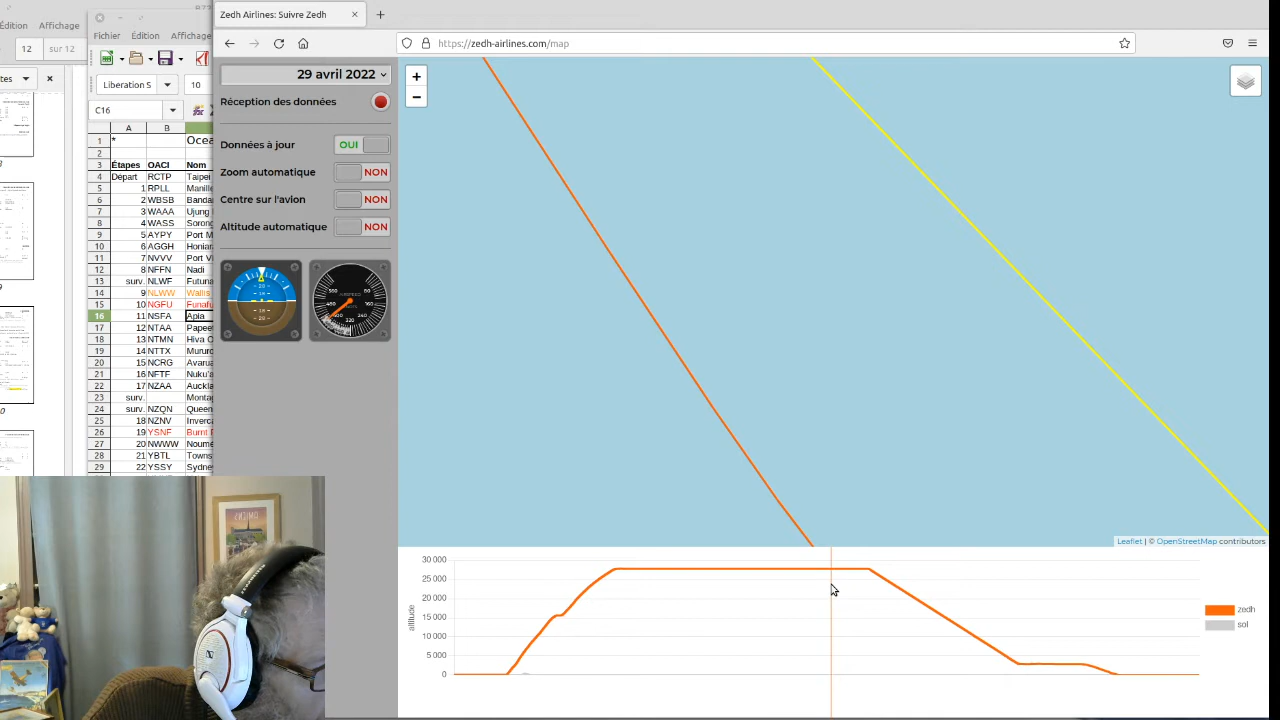 Édition Affichage
12 sur 12
tes
Fichier Édition Affichage
Liberation S 10
C16
A B
1 * Ocea
2
3 Étapes OACI Nom
4 Départ RCTP Taipei
5 1 RPLL Manille
6 2 WBSB Banda
7 3 WAAA Ujung
8 4 WASS Sorong
9 5 AYPY Port M
10 6 AGGH Honiar
11 7 NVVV Port V
12 8 NFFN Nadi
13 surv. NLWF Futuna
14 9 NLWW Wallis
15 10 NGFU Funafu
16 11 NSFA Apia
17 12 NTAA Papee
18 13 NTMN Hiva O
19 14 NTTX Mururo
20 15 NCRG Avarua
21 16 NFTF Nuku'a
22 17 NZAA Auckla
23 surv. Monta
24 surv. NZQN Queen
25 18 NZNV Inverc
26 19 YSNF Burnt
27 20 NWWW Noume
28 21 YBTL Towns
29 22 YSSY Sydne
Zedh Airlines: Suivre Zedh
https://zedh-airlines.com/map
29 avril 2022
Réception des données
Données à jour OUI
Zoom automatique NON
Centre sur l'avion NON
Altitude automatique NON
+
−
Leaflet | © OpenStreetMap contributors
altitude
30 000
25 000
20 000
15 000
10 000
5 000
0
zedh
sol
AMIENS